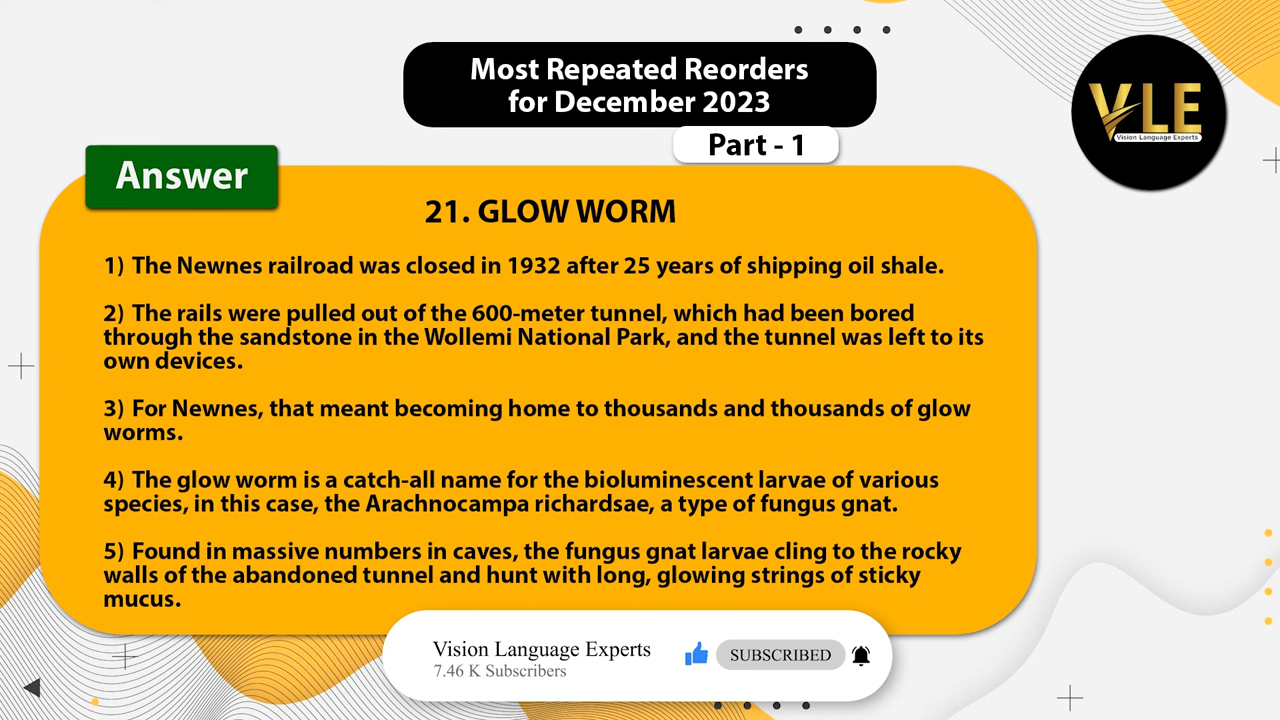 Most Repeated Reorders
for December 2023
Part - 1
VLE
Vision Language Experts
Answer
21. GLOW WORM
1) The Newnes railroad was closed in 1932 after 25 years of shipping oil shale.
2) The rails were pulled out of the 600-meter tunnel, which had been bored
through the sandstone in the Wollemi National Park, and the tunnel was left to its
own devices.
3) For Newnes, that meant becoming home to thousands and thousands of glow
worms.
4) The glow worm is a catch-all name for the bioluminescent larvae of various
species, in this case, the Arachnocampa richardsae, a type of fungus gnat.
5) Found in massive numbers in caves, the fungus gnat larvae cling to the rocky
walls of the abandoned tunnel and hunt with long, glowing strings of sticky
mucus.
Vision Language Experts
7.46 K Subscribers
SUBSCRIBED